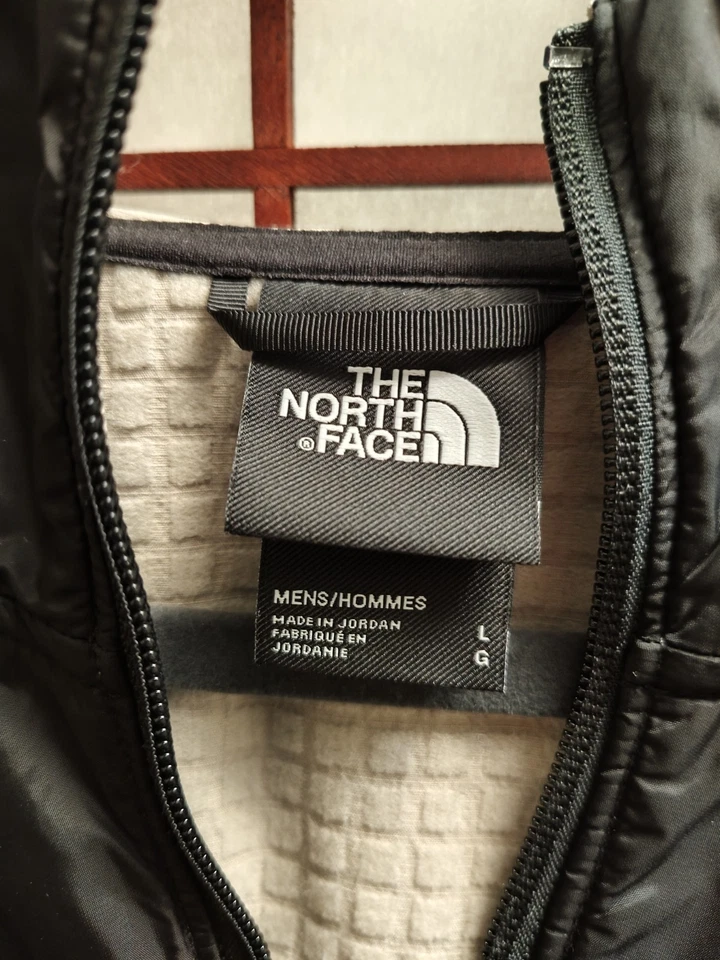 THE
NORTH
®FACE
MENS/HOMMES
MADE IN JORDAN
FABRIQUÉ EN
JORDANIE
L
G